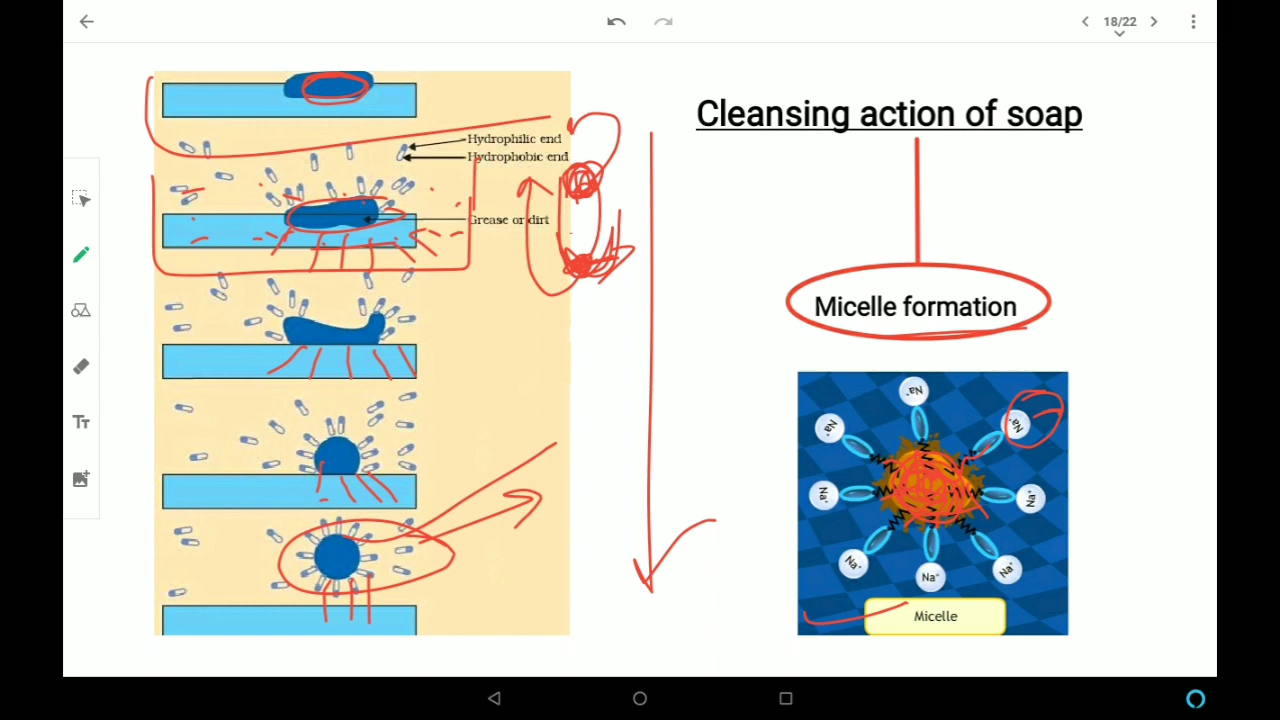 18/22
Cleansing action of soap
Hydrophilic end
Hydrophobic end
Grease or dirt
Micelle formation
Na⁺
Na⁺
Na⁺
Na⁺
Na⁺
Na⁺
Na⁺
Na⁺
Micelle
TT